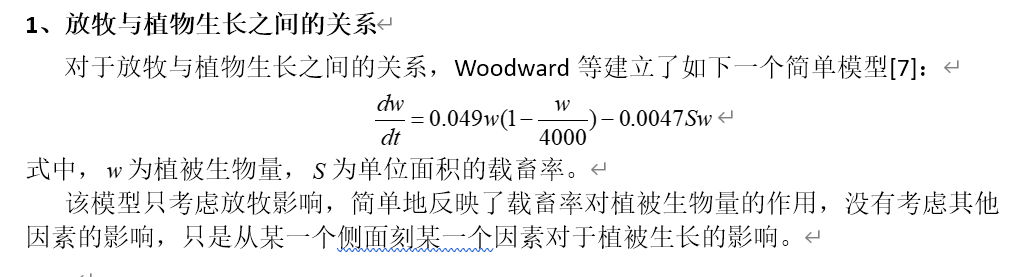 1、放牧与植物生长之间的关系
对于放牧与植物生长之间的关系，Woodward 等建立了如下一个简单模型[7]：
dw/dt = 0.049w(1 − w/4000) − 0.0047Sw
式中，w 为植被生物量，S 为单位面积的载畜率。
该模型只考虑放牧影响，简单地反映了载畜率对植被生物量的作用，没有考虑其他
因素的影响，只是从某一个侧面刻某一个因素对于植被生长的影响。